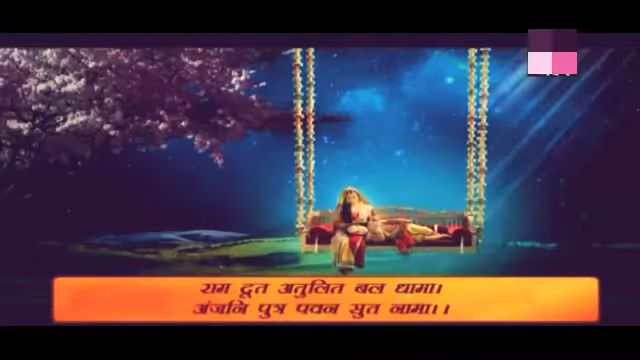 राग दूत अतुलित बल धामा।
अंजनि पुत्र पवन सुत नामा।।